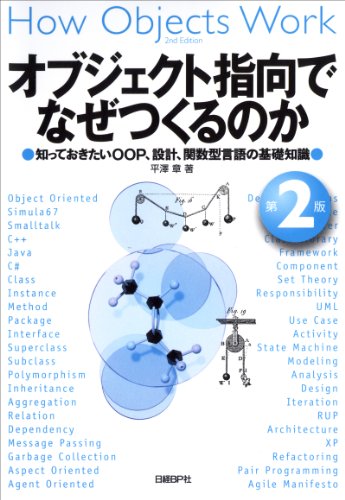 How Objects Work
2nd Edition
オブジェクト指向で
なぜつくるのか
●知っておきたいOOP、設計、関数型言語の基礎知識●
平澤 章 著
第2版
Object Oriented
Simula67
Smalltalk
C++
Java
C#
Class
Instance
Method
Package
Interface
Superclass
Subclass
Polymorphism
Inheritance
Aggregation
Relation
Dependency
Message Passing
Garbage Collection
Aspect Oriented
Agent Oriented
Framework
Component
Set Theory
Responsibility
UML
Use Case
Activity
State Machine
Modeling
Analysis
Design
Iteration
RUP
Architecture
XP
Refactoring
Pair Programming
Agile Manifesto
日経BP社